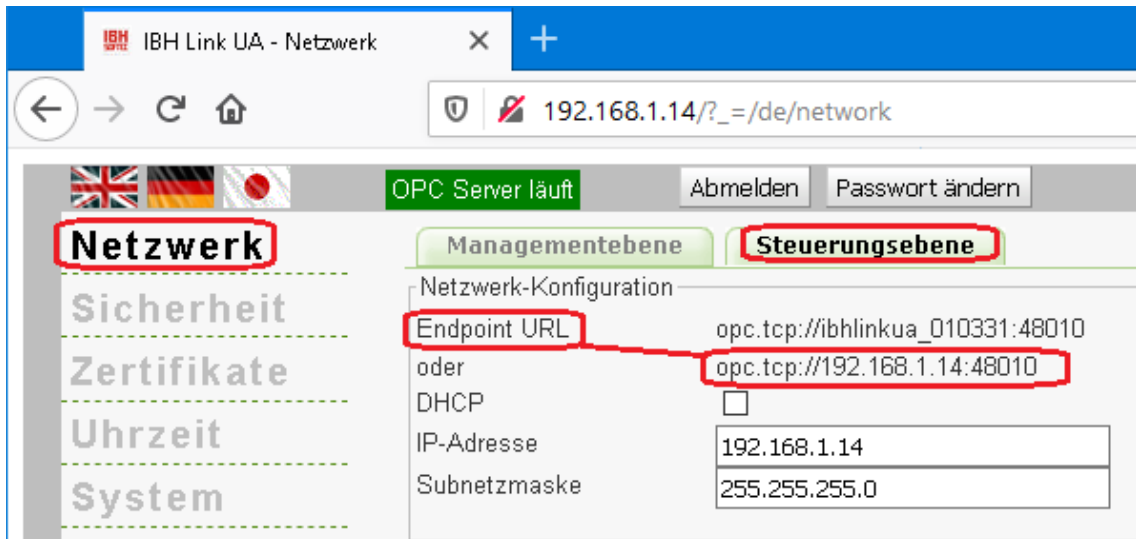 IBH IBH Link UA - Netzwerk
192.168.1.14/?_=/de/network
OPC Server läuft Abmelden Passwort ändern
Netzwerk
Sicherheit
Zertifikate
Uhrzeit
System
Managementebene Steuerungsebene
Netzwerk-Konfiguration
Endpoint URL opc.tcp://ibhlinkua_010331:48010
oder opc.tcp://192.168.1.14:48010
DHCP
IP-Adresse 192.168.1.14
Subnetzmaske 255.255.255.0